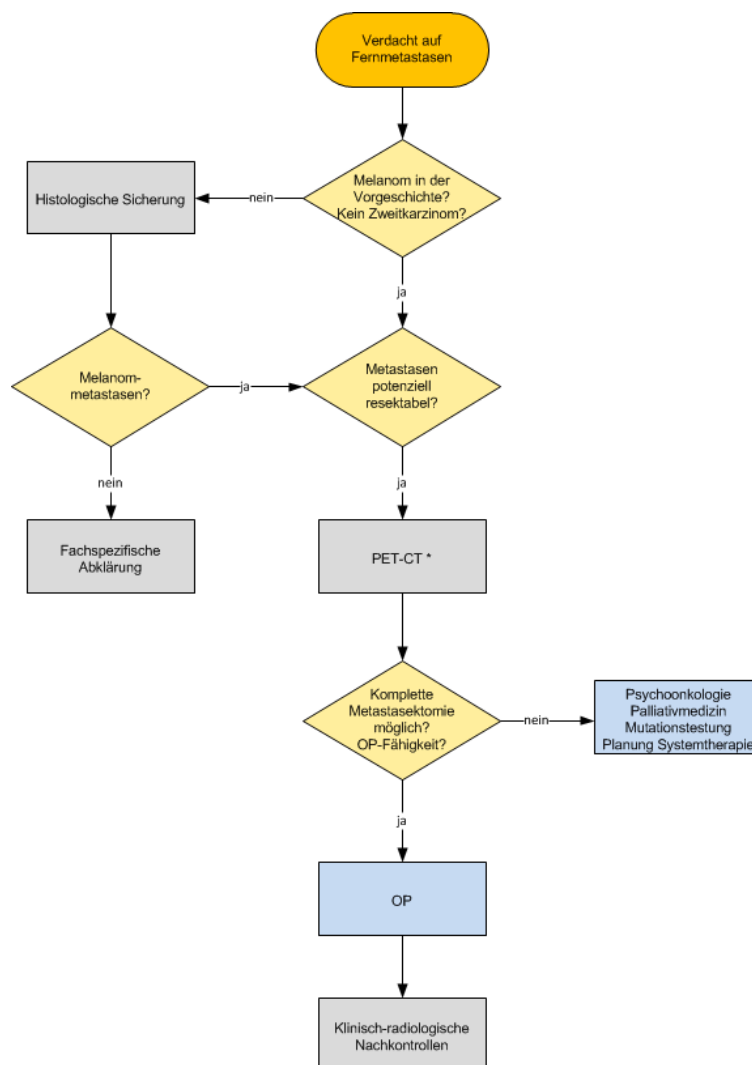 Verdacht auf
Fernmetastasen
Melanom in der
Vorgeschichte?
Kein Zweitkarzinom?
nein
Histologische Sicherung
ja
Melanom-
metastasen?
ja
Metastasen
potenziell
resektabel?
nein
ja
Fachspezifische
Abklärung
PET-CT *
Komplette
Metastasektomie
möglich?
OP-Fähigkeit?
nein
Psychoonkologie
Palliativmedizin
Mutationstestung
Planung Systemtherapie
ja
OP
Klinisch-radiologische
Nachkontrollen